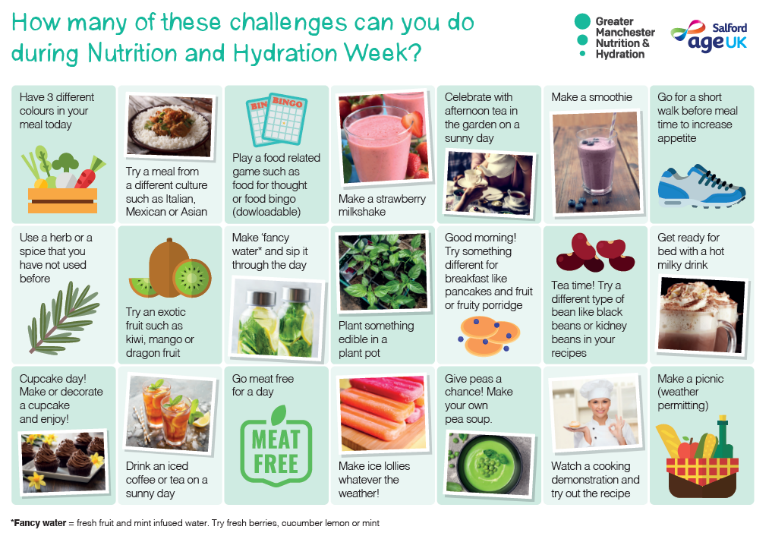 How many of these challenges can you do
during Nutrition and Hydration Week?
Greater
Manchester
Nutrition &
Hydration
Salford
age UK
Have 3 different
colours in your
meal today
Try a meal from
a different culture
such as Italian,
Mexican or Asian
BINGO
BINGO
Play a food related
game such as
food for thought
or food bingo
(dowloadable)
Make a strawberry
milkshake
Celebrate with
afternoon tea in
the garden on a
sunny day
Make a smoothie
Go for a short
walk before meal
time to increase
appetite
Use a herb or a
spice that you
have not used
before
Try an exotic
fruit such as
kiwi, mango or
dragon fruit
Make 'fancy
water* and sip it
through the day
Plant something
edible in a
plant pot
Good morning!
Try something
different for
breakfast like
pancakes and fruit
or fruity porridge
Tea time! Try a
different type of
bean like black
beans or kidney
beans in your
recipes
Get ready for
bed with a hot
milky drink
Cupcake day!
Make or decorate
a cupcake
and enjoy!
Drink an iced
coffee or tea on a
sunny day
Go meat free
for a day
MEAT
FREE
Make ice lollies
whatever the
weather!
Give peas a
chance! Make
your own
pea soup.
Watch a cooking
demonstration and
try out the recipe
Make a picnic
(weather
permitting)
*Fancy water = fresh fruit and mint infused water. Try fresh berries, cucumber lemon or mint